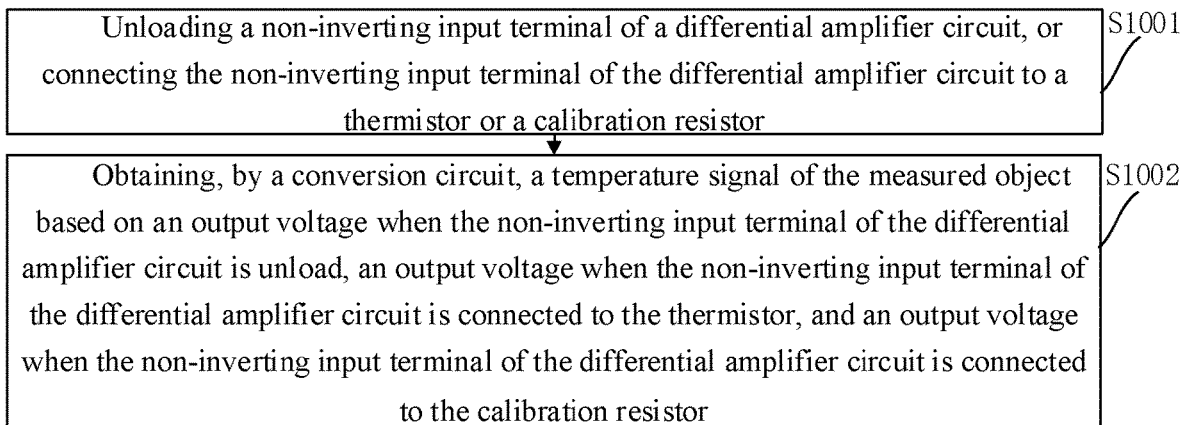 Unloading a non-inverting input terminal of a differential amplifier circuit, or
connecting the non-inverting input terminal of the differential amplifier circuit to a
thermistor or a calibration resistor
S1001
Obtaining, by a conversion circuit, a temperature signal of the measured object
based on an output voltage when the non-inverting input terminal of the differential
amplifier circuit is unload, an output voltage when the non-inverting input terminal of
the differential amplifier circuit is connected to the thermistor, and an output voltage
when the non-inverting input terminal of the differential amplifier circuit is connected
to the calibration resistor
S1002